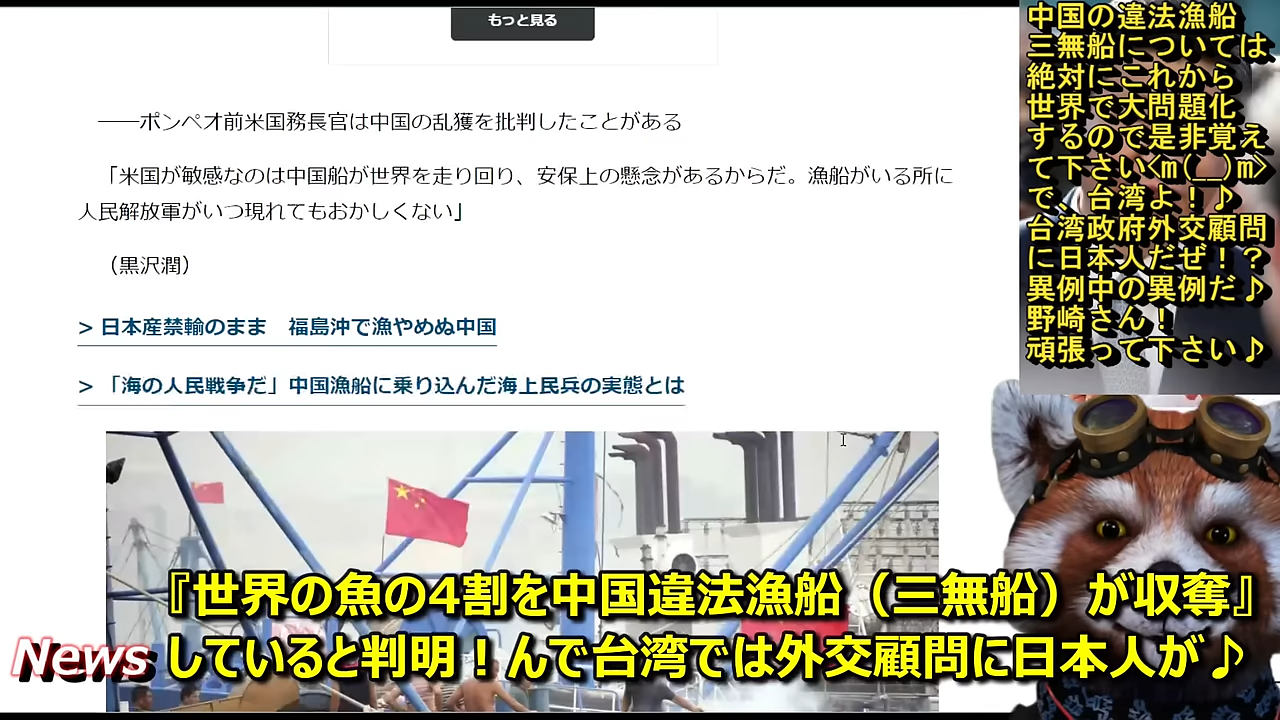 もっと見る
――ポンペオ前米国務長官は中国の乱獲を批判したことがある
「米国が敏感なのは中国船が世界を走り回り、安保上の懸念があるからだ。漁船がいる所に
人民解放軍がいつ現れてもおかしくない」
（黒沢潤）
> 日本産禁輸のまま　福島沖で漁やめぬ中国
> 「海の人民戦争だ」中国漁船に乗り込んだ海上民兵の実態とは
中国の違法漁船
三無船については
絶対にこれから
世界で大問題化
するので是非覚え
て下さい<m(__)m>
で、台湾よ！♪
台湾政府外交顧問
に日本人だぜ！？
異例中の異例だ♪
野崎さん！
頑張って下さい♪
『世界の魚の4割を中国違法漁船（三無船）が収奪』
News していると判明！んで台湾では外交顧問に日本人が♪